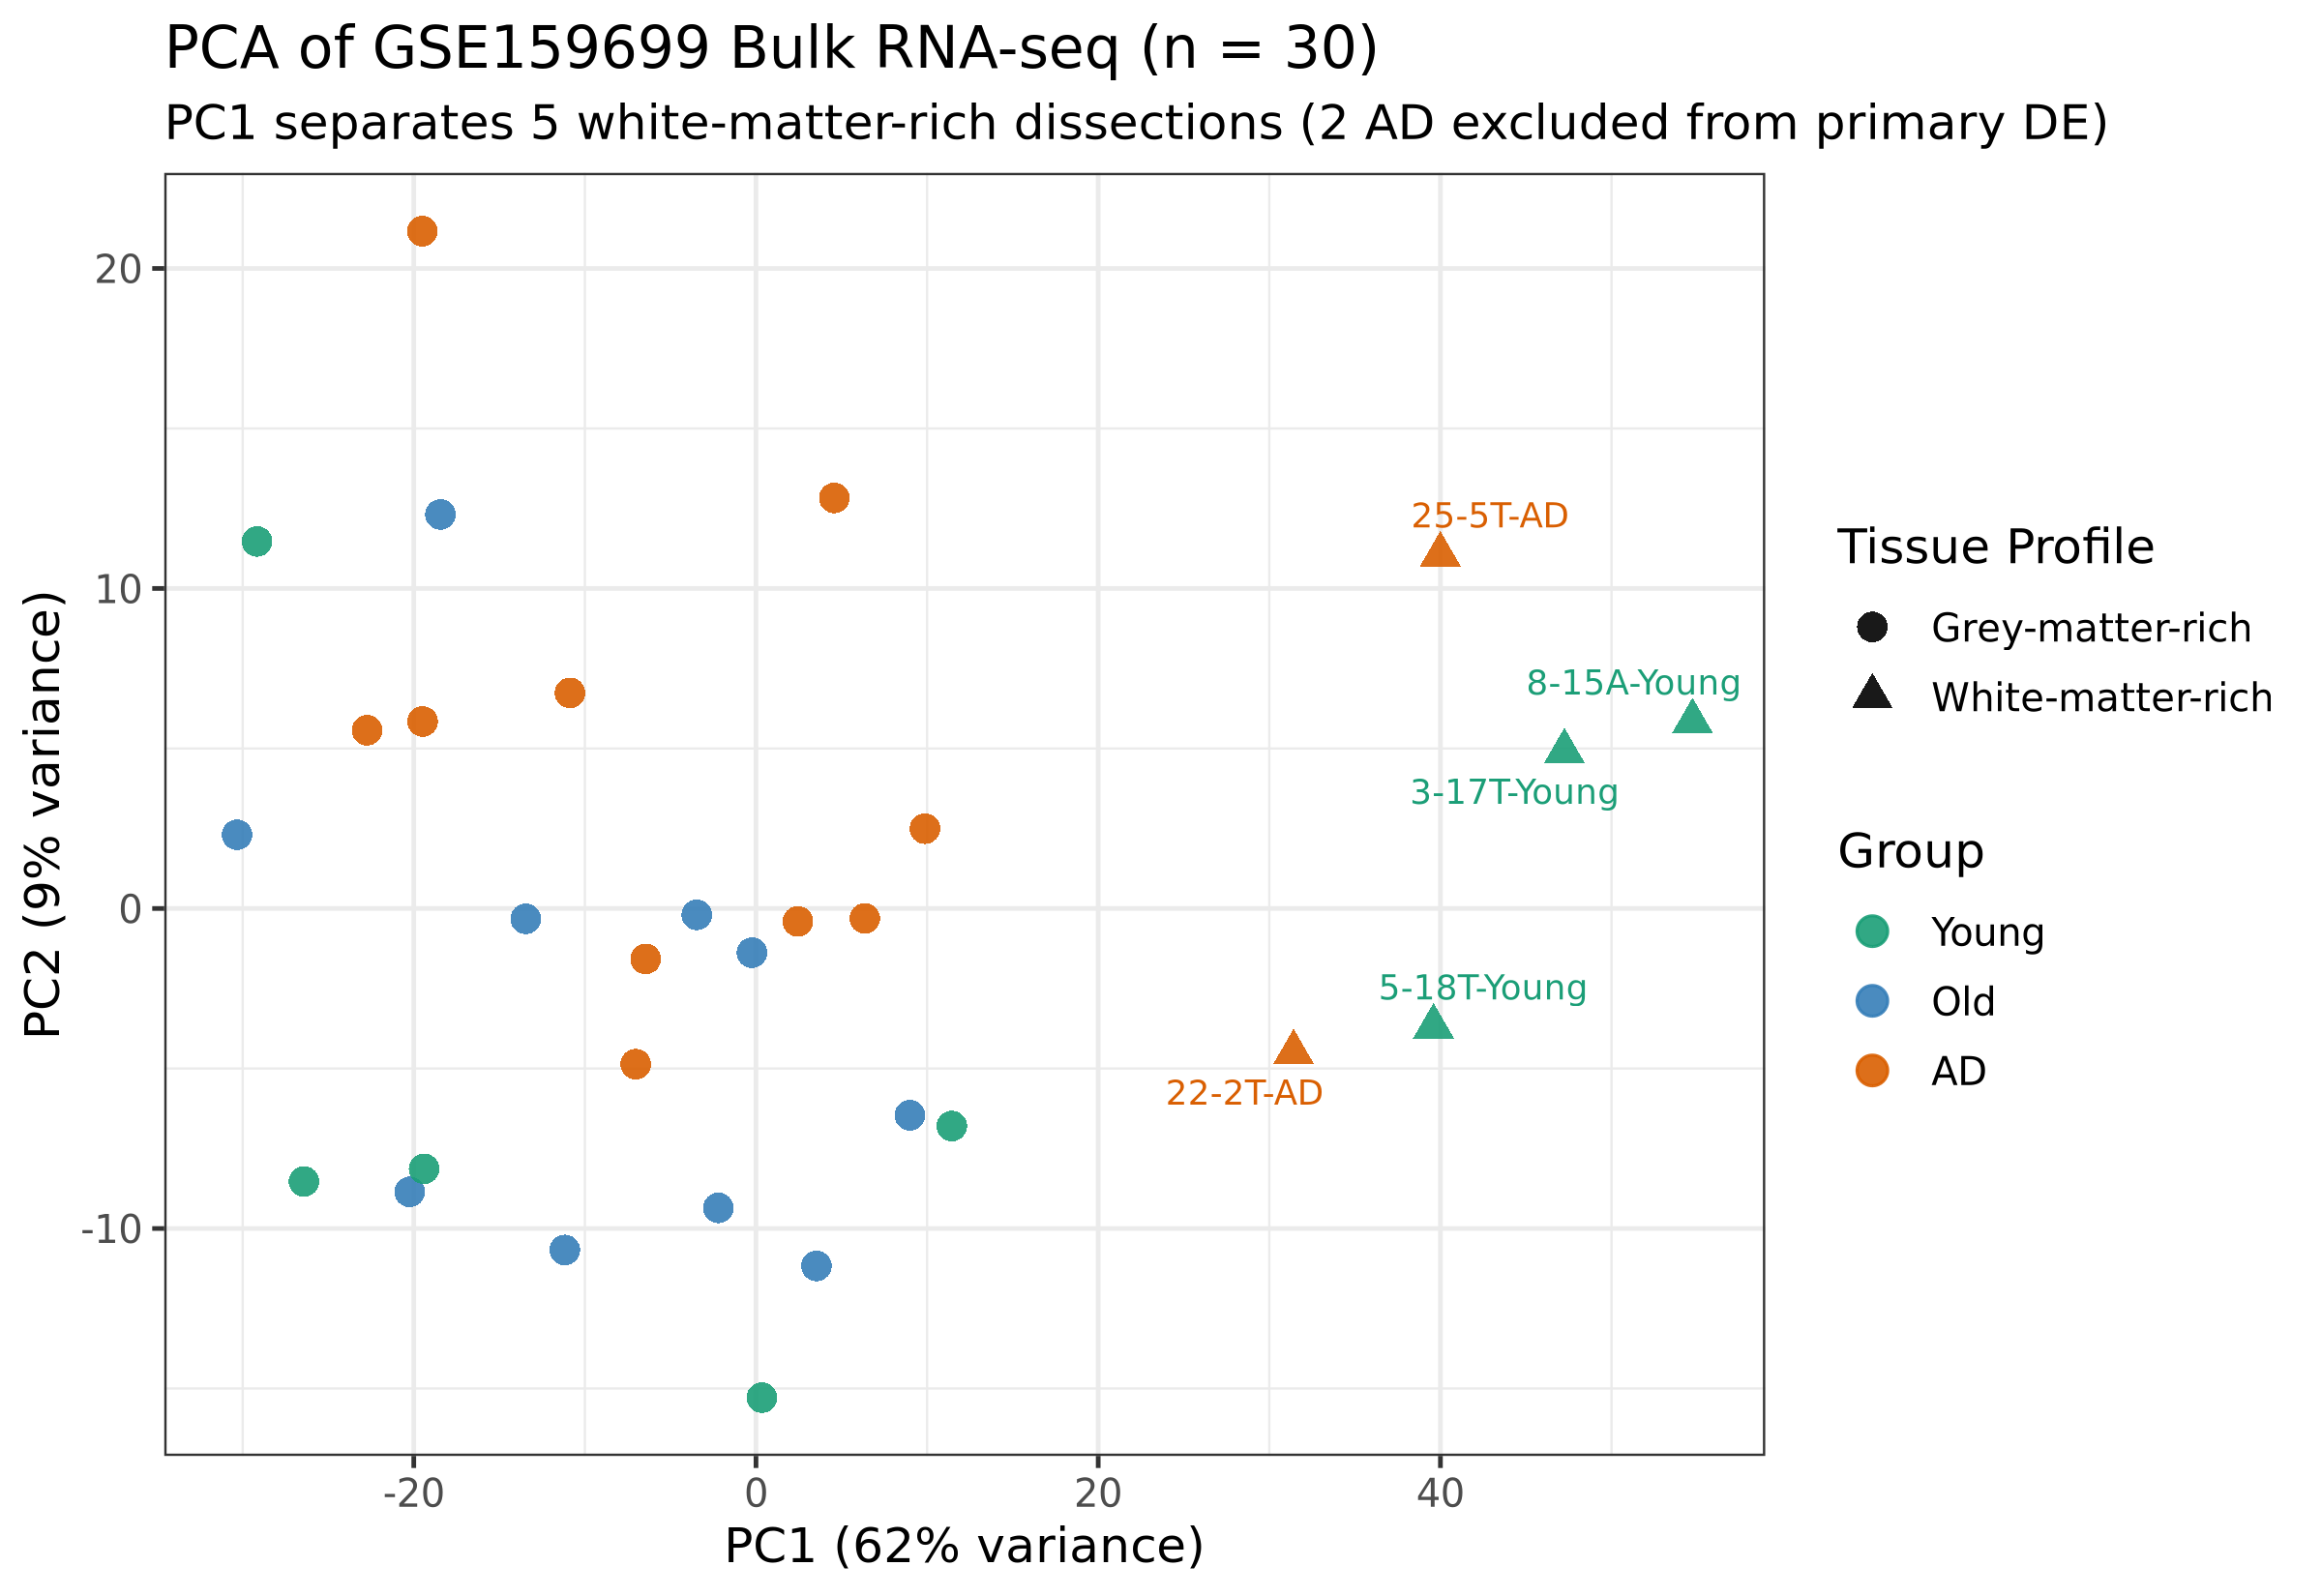 PCA of GSE159699 Bulk RNA-seq (n = 30)
PC1 separates 5 white-matter-rich dissections (2 AD excluded from primary DE)
PC2 (9% variance)
20
10
0
-10
25-5T-AD
8-15A-Young
3-17T-Young
5-18T-Young
22-2T-AD
-20
0
20
40
PC1 (62% variance)
Tissue Profile
Grey-matter-rich
White-matter-rich
Group
Young
Old
AD